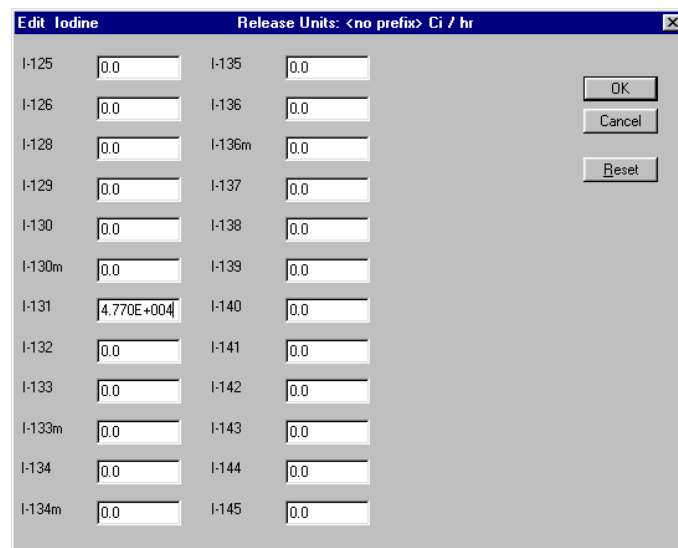 Edit Iodine Release Units: <no prefix> Ci / hr
I-125 0.0 I-135 0.0
OK
I-126 0.0 I-136 0.0
Cancel
I-128 0.0 I-136m 0.0
Reset
I-129 0.0 I-137 0.0
I-130 0.0 I-138 0.0
I-130m 0.0 I-139 0.0
I-131 4.770E+004 I-140 0.0
I-132 0.0 I-141 0.0
I-133 0.0 I-142 0.0
I-133m 0.0 I-143 0.0
I-134 0.0 I-144 0.0
I-134m 0.0 I-145 0.0